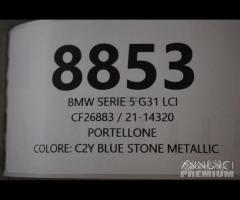 8853
BMW SERIE 5 G31 LCI
CF26883 / 21-14320
PORTELLONE
COLORE: C2Y BLUE STONE METALLIC
ANNUNCI
PREMIUM